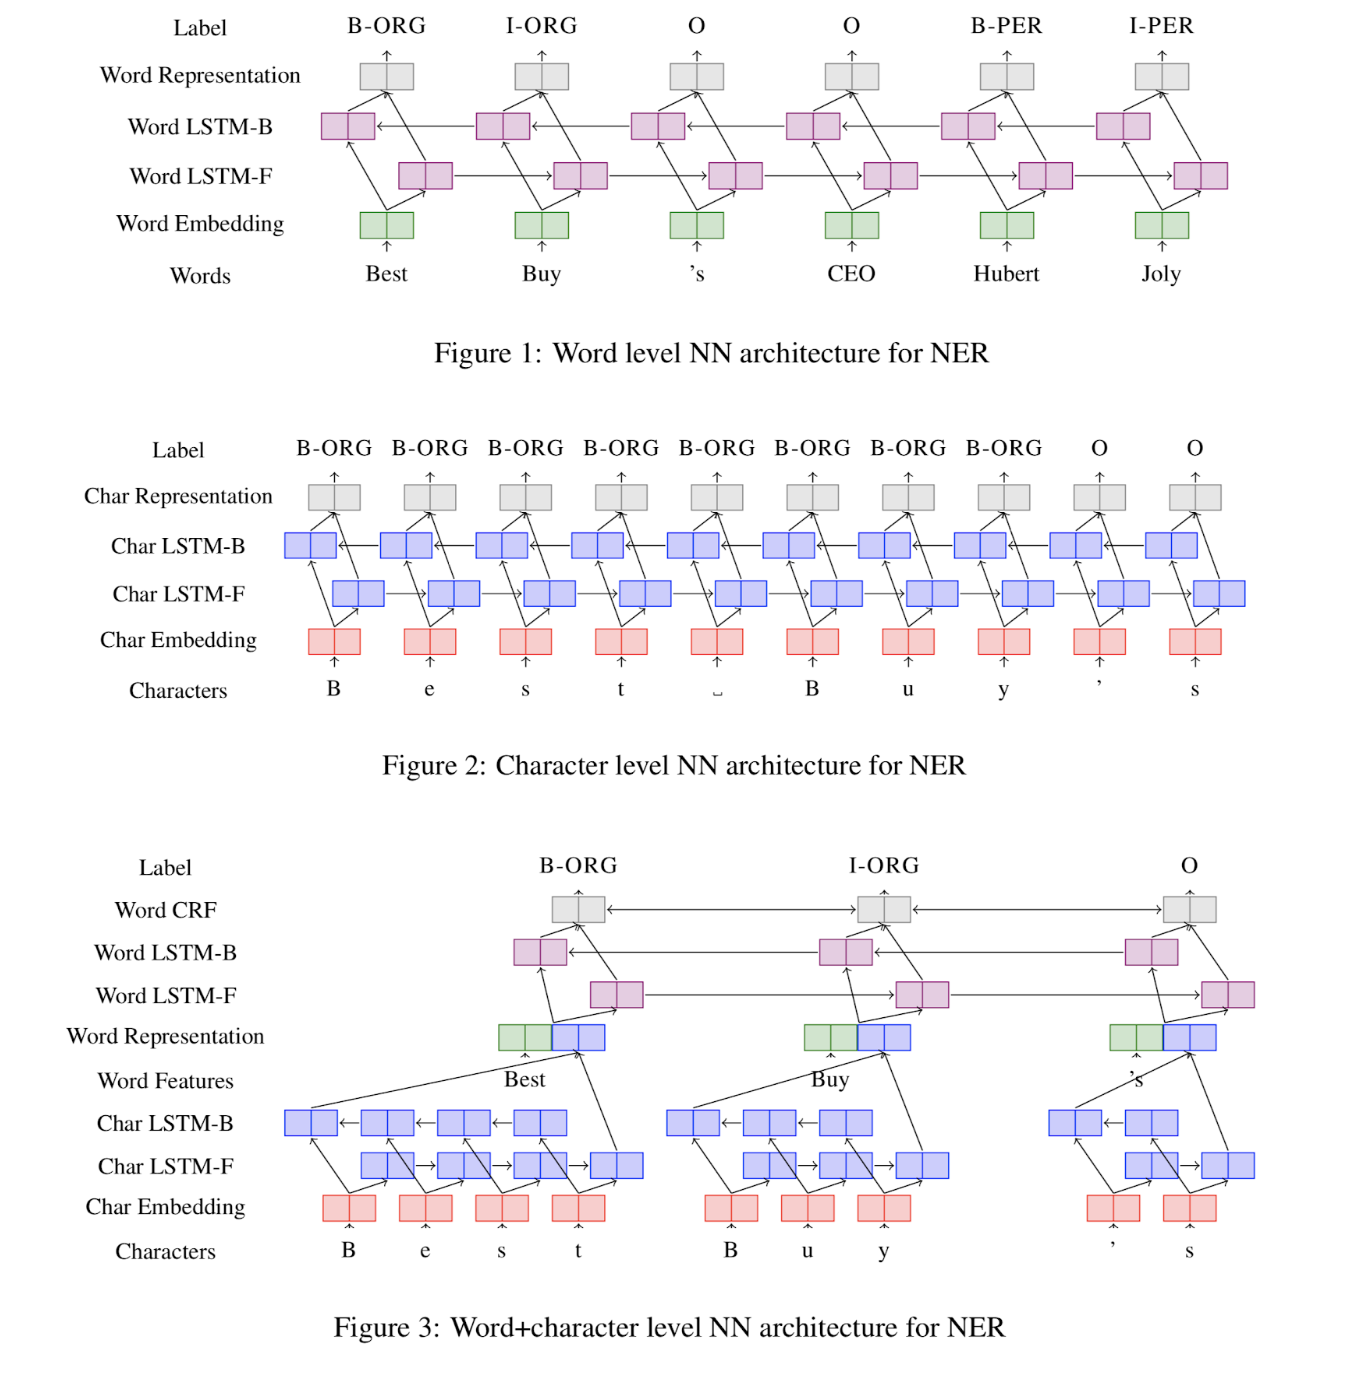 Label B-ORG I-ORG O O B-PER I-PER
Word Representation
Word LSTM-B
Word LSTM-F
Word Embedding
Words Best Buy ’s CEO Hubert Joly
Figure 1: Word level NN architecture for NER
Label B-ORG B-ORG B-ORG B-ORG B-ORG B-ORG B-ORG B-ORG O O
Char Representation
Char LSTM-B
Char LSTM-F
Char Embedding
Characters B e s t ␣ B u y ’ s
Figure 2: Character level NN architecture for NER
Label B-ORG I-ORG O
Word CRF
Word LSTM-B
Word LSTM-F
Word Representation
Word Features Best Buy ’s
Char LSTM-B
Char LSTM-F
Char Embedding
Characters B e s t B u y ’ s
Figure 3: Word+character level NN architecture for NER